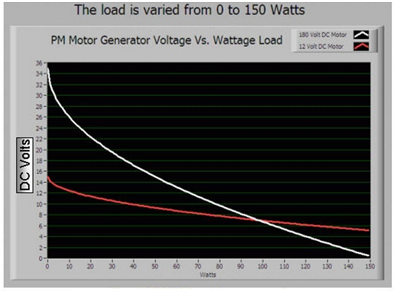 The load is varied from 0 to 150 Watts
PM Motor Generator Voltage Vs. Wattage Load
180 Volt DC Motor
12 Volt DC Motor
DC Volts
36
34
32
30
28
26
24
22
20
18
16
14
12
10
8
6
4
2
0
0 10 20 30 40 50 60 70 80 90 100 110 120 130 140 150
Watts